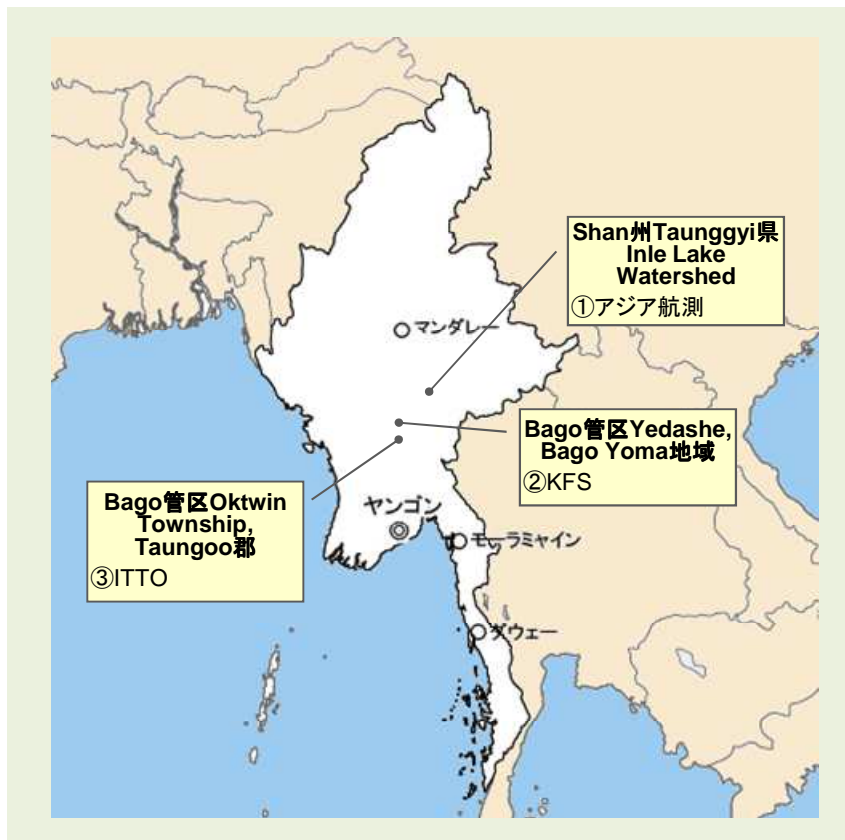 Shan州Taunggyi県
Inle Lake
Watershed
①アジア航測
マンダレー
Bago管区Yedashe,
Bago Yoma地域
②KFS
Bago管区Oktwin
Township,
Taungoo郡
③ITTO
ヤンゴン
モーラミャイン
ダウェー